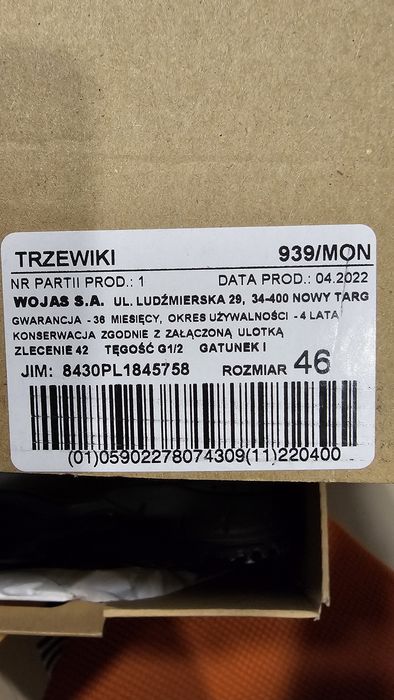 TRZEWIKI 939/MON
NR PARTII PROD.: 1 DATA PROD.: 04.2022
WOJAS S.A. UL. LUDŹMIERSKA 29, 34-400 NOWY TARG
GWARANCJA - 36 MIESIĘCY, OKRES UŻYWALNOŚCI - 4 LATA
KONSERWACJA ZGODNIE Z ZAŁĄCZONĄ ULOTKĄ
ZLECENIE 42 TĘGOŚĆ G1/2 GATUNEK I
JIM: 8430PL1845758 ROZMIAR 46
(01)05902278074309(11)220400